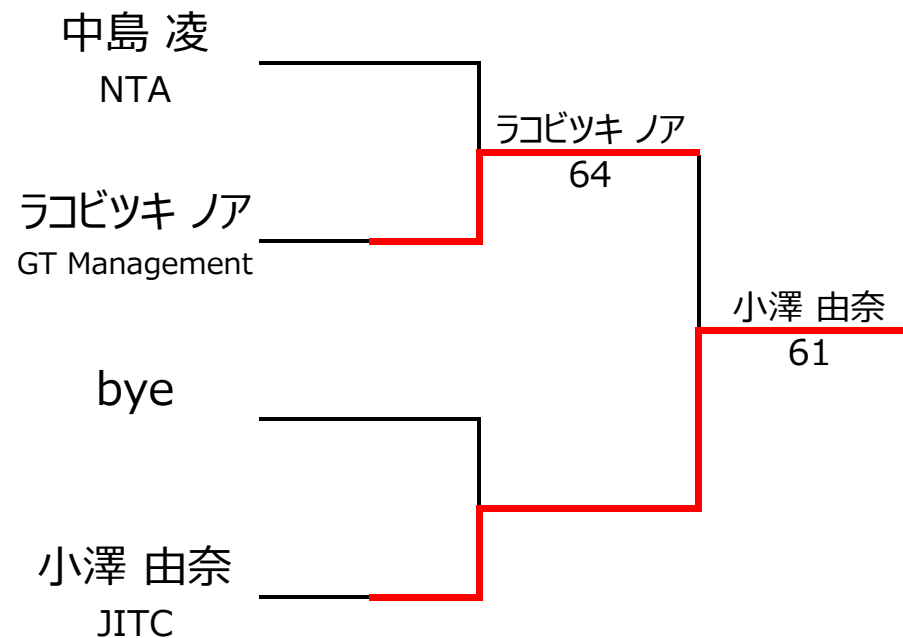 中島 凌
NTA
ラコビツキ ノア
64
ラコビツキ ノア
GT Management
小澤 由奈
61
bye
小澤 由奈
JITC